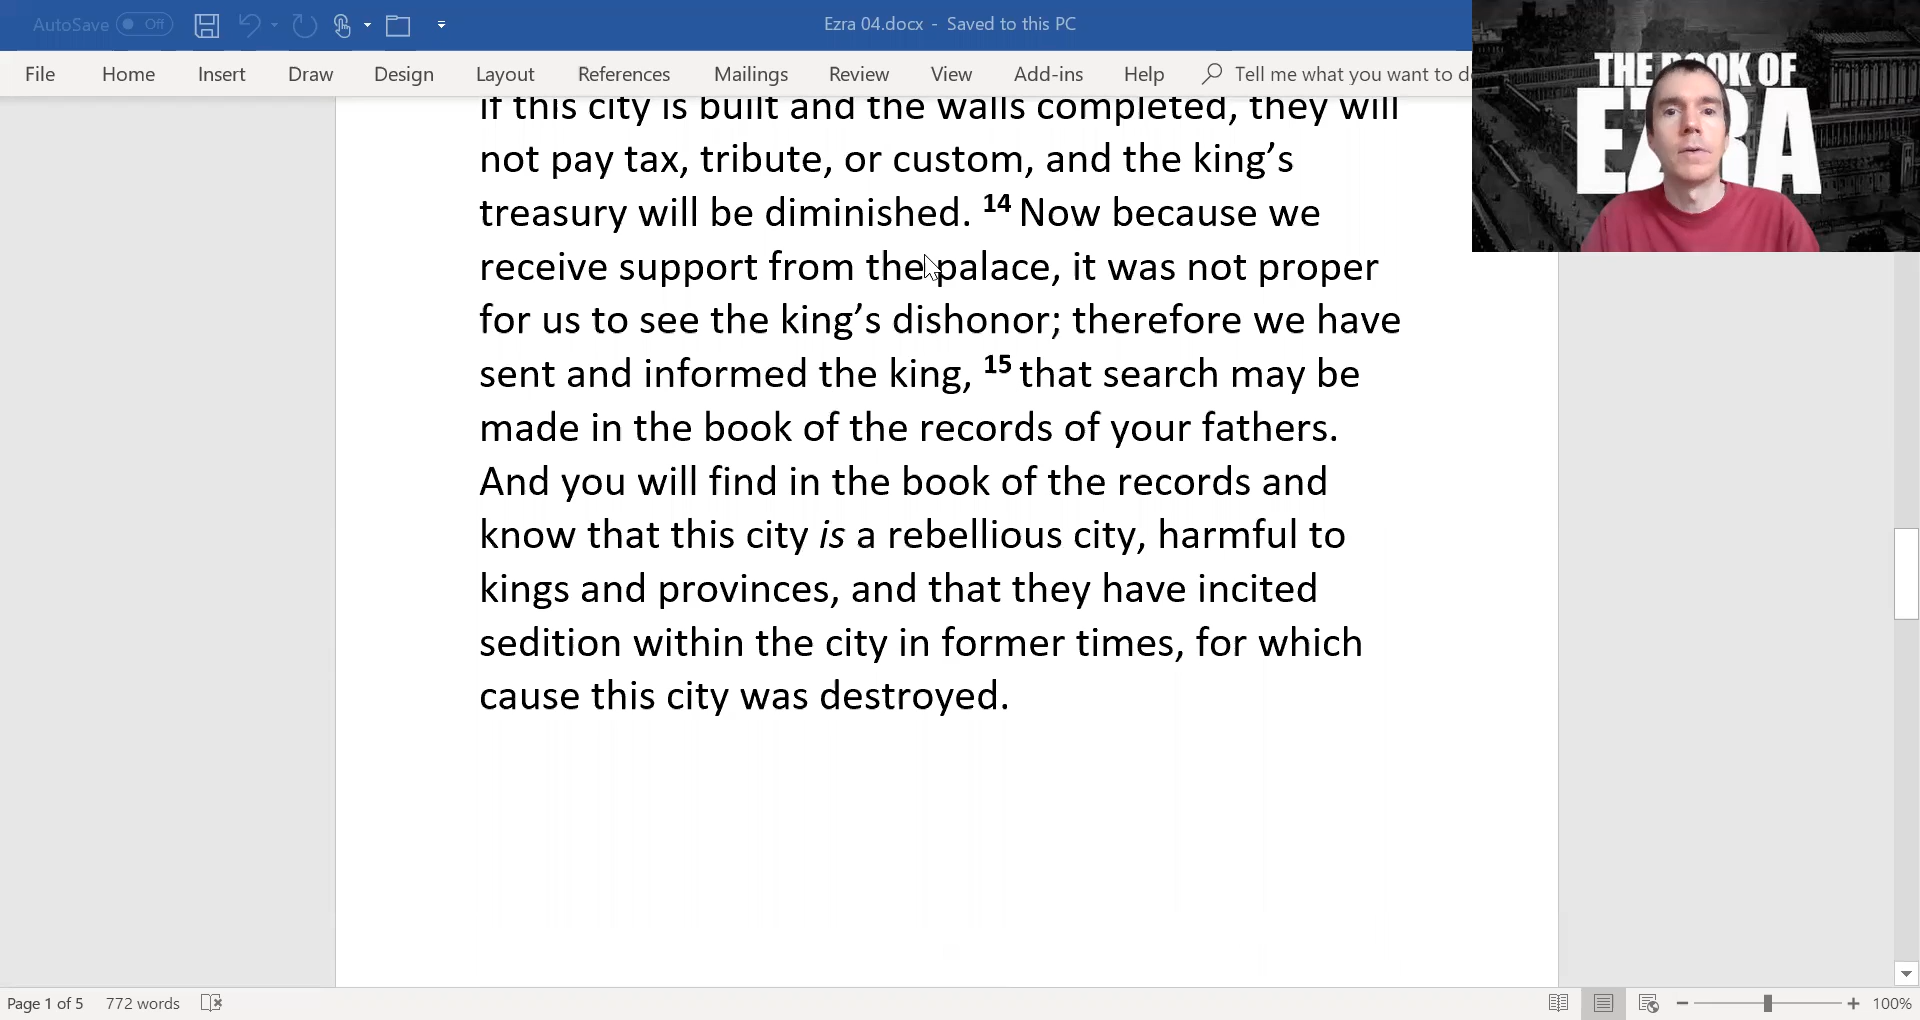 AutoSave Off
Ezra 04.docx - Saved to this PC
File Home Insert Draw Design Layout References Mailings Review View Add-ins Help Tell me what you want to d
THE BOOK OF
EZRA
if this city is built and the walls completed, they will
not pay tax, tribute, or custom, and the king’s
treasury will be diminished. 14 Now because we
receive support from the palace, it was not proper
for us to see the king’s dishonor; therefore we have
sent and informed the king, 15 that search may be
made in the book of the records of your fathers.
And you will find in the book of the records and
know that this city is a rebellious city, harmful to
kings and provinces, and that they have incited
sedition within the city in former times, for which
cause this city was destroyed.
Page 1 of 5 772 words 100%